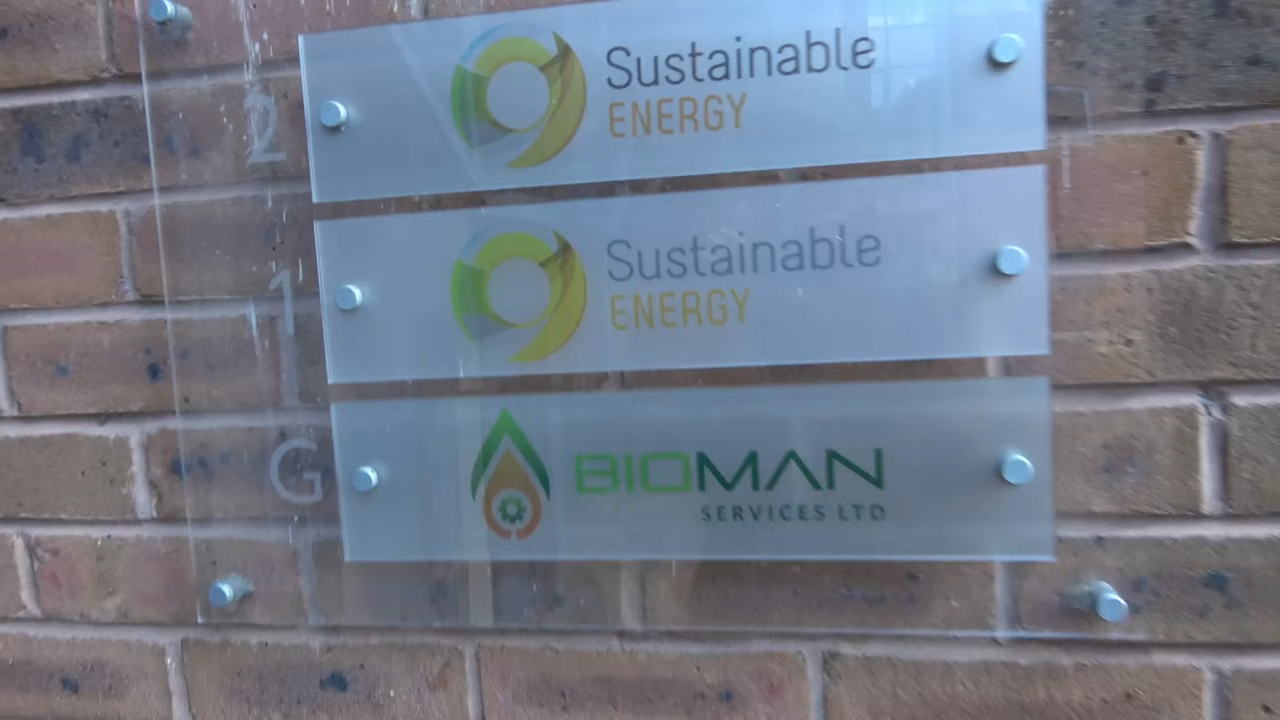 2
Sustainable
ENERGY
1
Sustainable
ENERGY
G
BIOMAN
SERVICES LTD